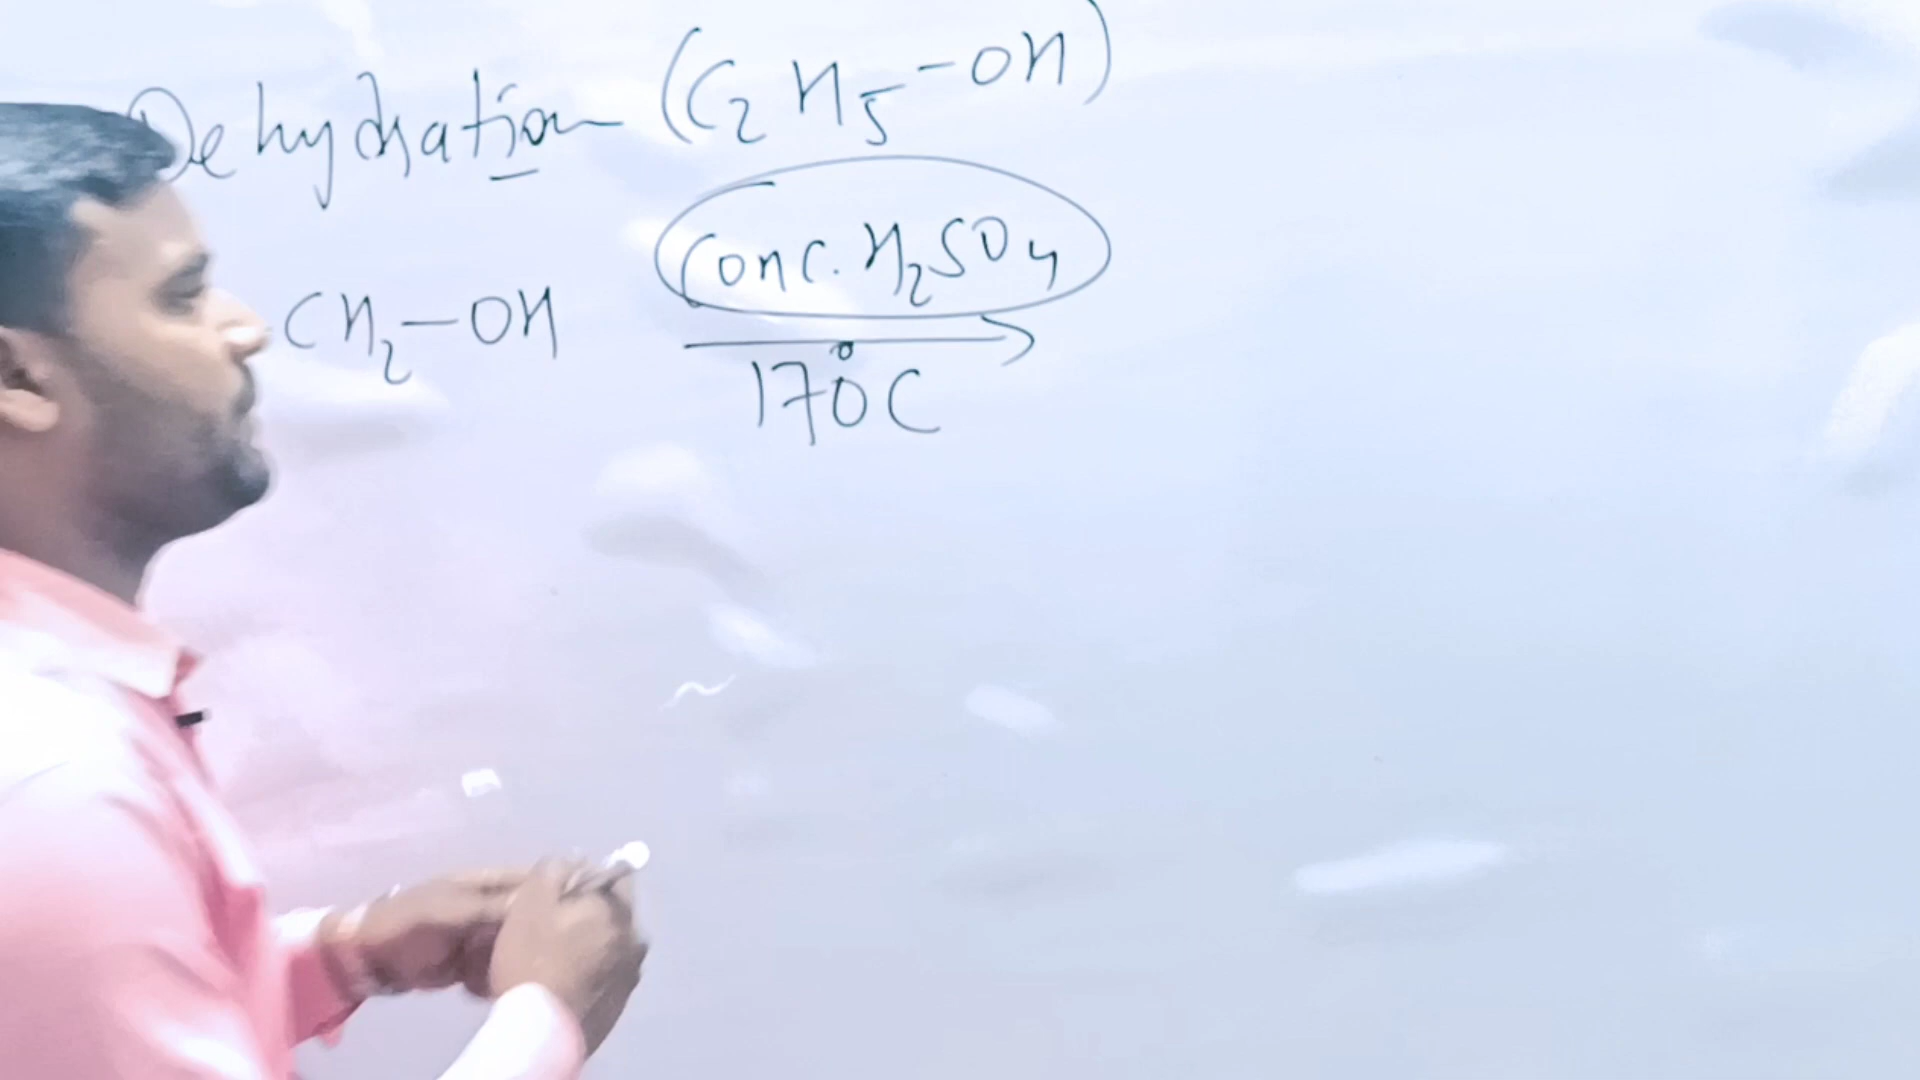 Dehydration (C₂H₅-OH)
Conc. H₂SO₄
CH₂-OH
170°C